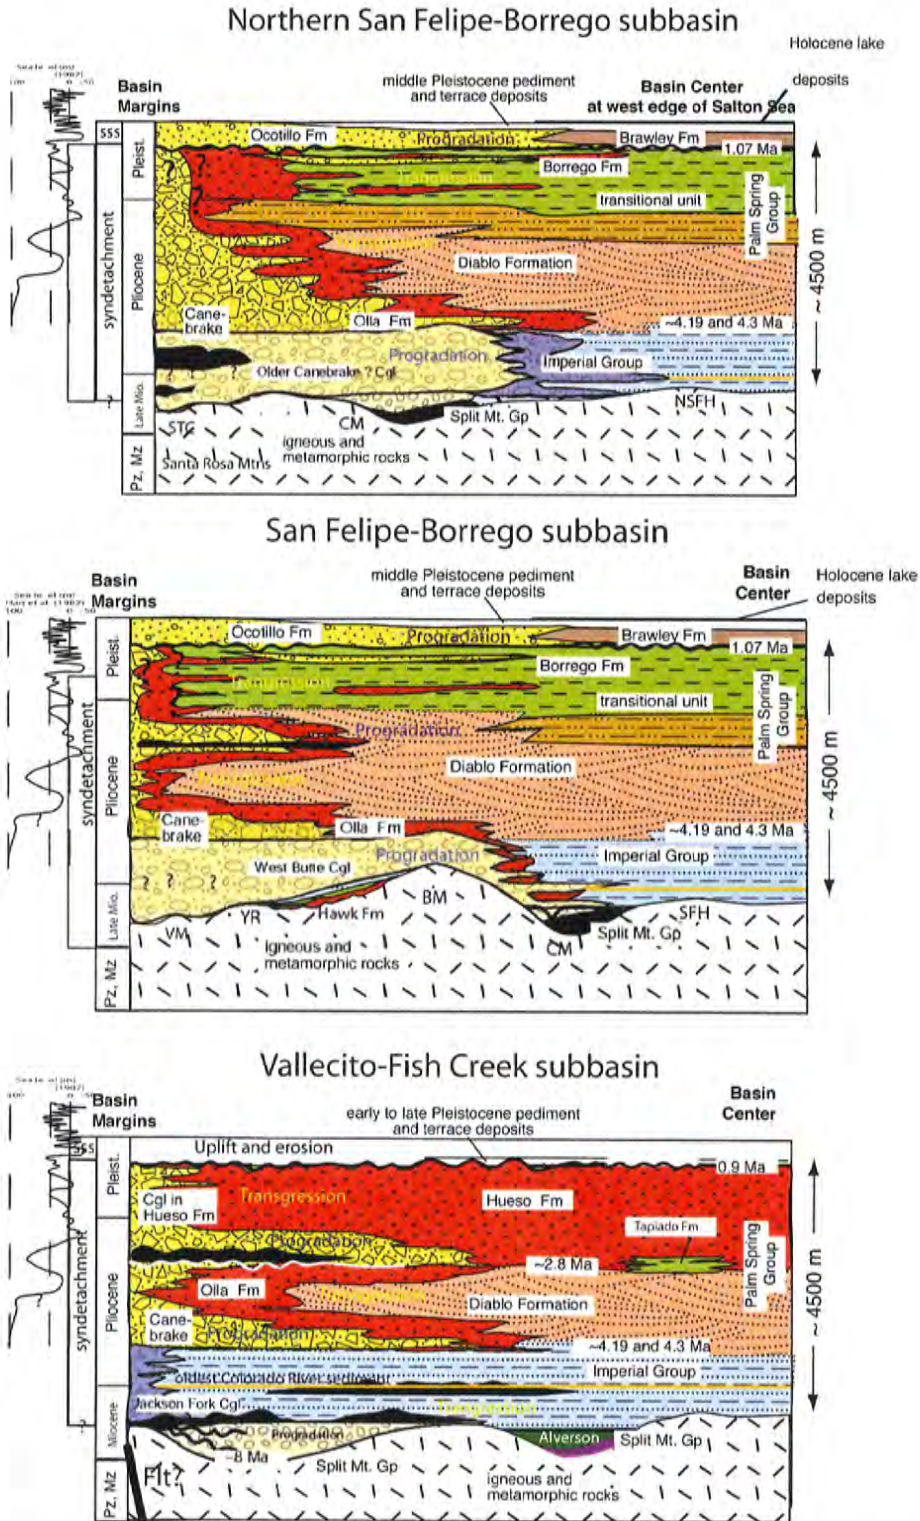 Northern San Felipe-Borrego subbasin
Holocene lake
deposits
(1987)
Basin
Margins
middle Pleistocene pediment
and terrace deposits
Basin Center
at west edge of Salton Sea
sss
Pleist.
Ocotillo Fm
Progradation
Brawley Fm
1.07 Ma
?
?
?
Borrego Fm
Trangression
transitional unit
Palm Spring
Group
~ 4500 m
syndetachment
Pliocene
Transgression
Diablo Formation
Cane-
brake
Olla Fm
~4.19 and 4.3 Ma
Progradation
Imperial Group
? ? ?
Older Canebrake ? Cgl
Late Mio.
?
NSFH
STC
CM
Split Mt. Gp
igneous and
metamorphic rocks
Santa Rosa Mtns
Pz, Mz
San Felipe-Borrego subbasin
Basin
Margins
middle Pleistocene pediment
and terrace deposits
Basin
Center
Holocene lake
deposits
100 0 -50
Pleist.
Ocotillo Fm
Progradation
Brawley Fm
1.07 Ma
Borrego Fm
Trangression
transitional unit
Palm Spring
Group
~ 4500 m
syndetachment
Pliocene
Progradation
Diablo Formation
Transgression
Cane-
brake
Olla Fm
~4.19 and 4.3 Ma
Progradation
Imperial Group
West Butte Cgl
? ? ?
Late Mio.
BM
YR
Hawk Fm
SFH
VM
Split Mt. Gp
CM
igneous and
metamorphic rocks
Pz, Mz
Vallecito-Fish Creek subbasin
(1987)
Basin
Margins
early to late Pleistocene pediment
and terrace deposits
Basin
Center
sss
Uplift and erosion
0.9 Ma
Pleist.
Cgl in
Hueso Fm
Transgression
Hueso Fm
Tapiado Fm
Progradation
~2.8 Ma
Palm Spring
Group
~ 4500 m
syndetachment
Pliocene
Olla Fm
Transgression
Diablo Formation
Cane-
brake
Progradation
~4.19 and 4.3 Ma
Imperial Group
oldest Colorado River sediment
Jackson Fork Cgl
Transgression
Miocene
Progradation
Alverson
Split Mt. Gp
~8 Ma
Split Mt. Gp
Flt?
igneous and
metamorphic rocks
Pz, Mz